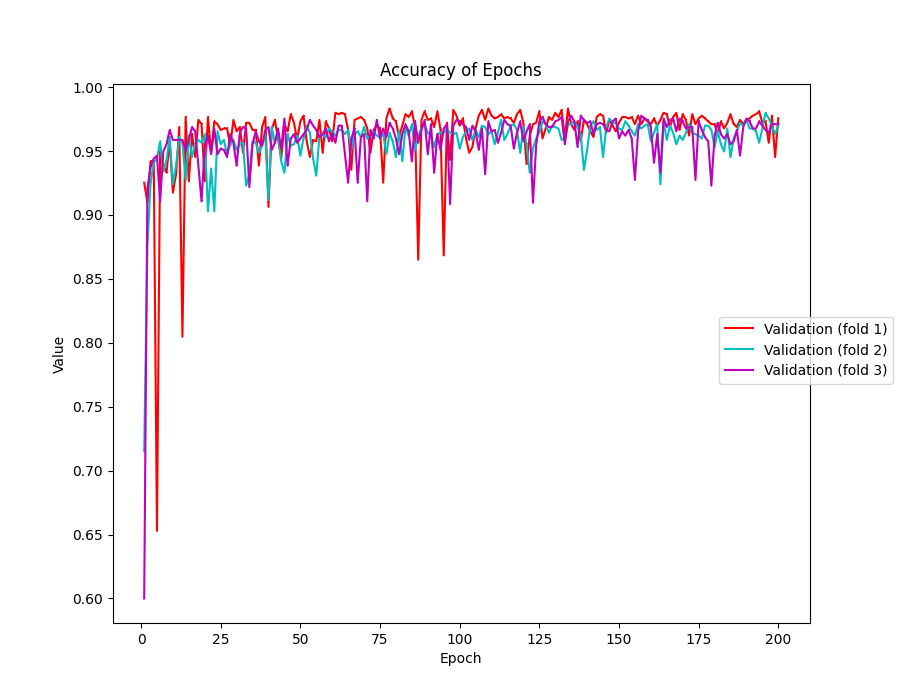 Accuracy of Epochs
1.00
0.95
0.90
0.85
0.80
0.75
0.70
0.65
0.60
Value
Validation (fold 1)
Validation (fold 2)
Validation (fold 3)
0 25 50 75 100 125 150 175 200
Epoch